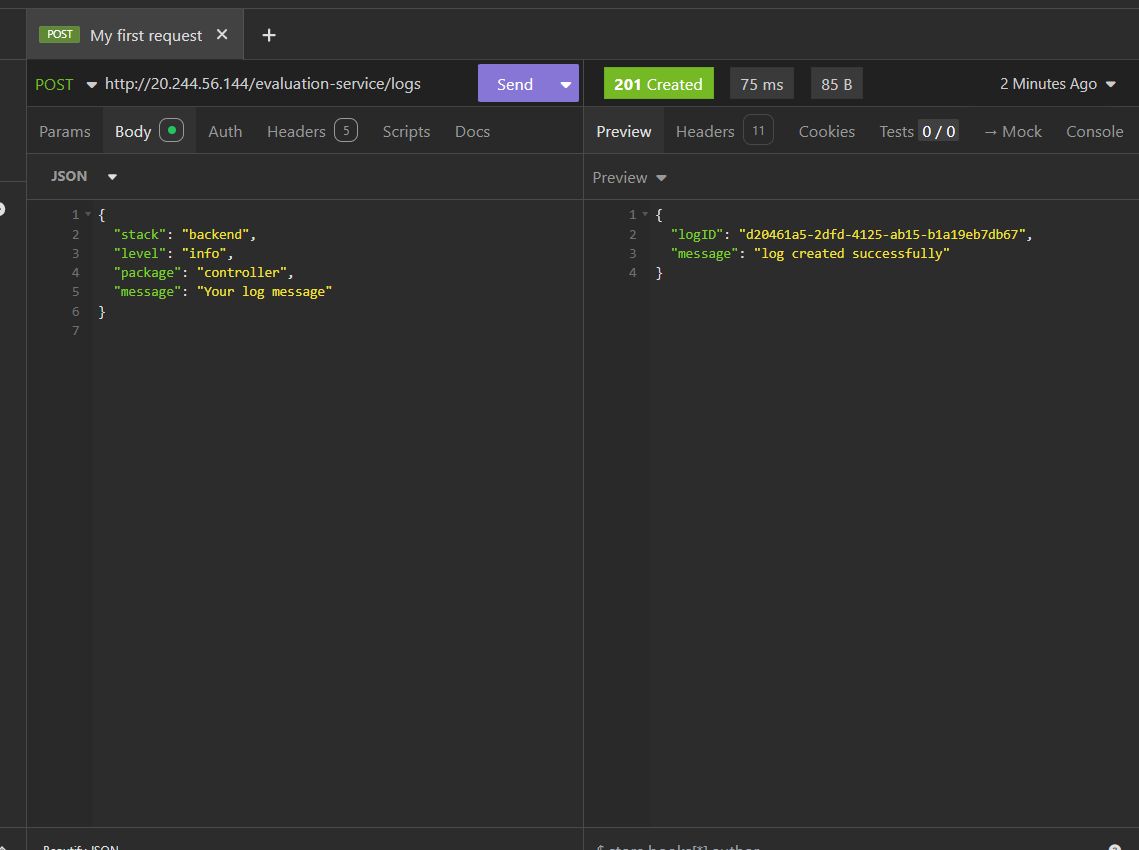 POST My first request
POST http://20.244.56.144/evaluation-service/logs Send
201 Created 75 ms 85 B 2 Minutes Ago
Params Body Auth Headers 5 Scripts Docs
Preview Headers 11 Cookies Tests 0 / 0 → Mock Console
JSON
Preview
1 {
2 "stack": "backend",
3 "level": "info",
4 "package": "controller",
5 "message": "Your log message"
6 }
7
1 {
2 "logID": "d20461a5-2dfd-4125-ab15-b1a19eb7db67",
3 "message": "log created successfully"
4 }
Beautify JSON
$.store.books[*].author